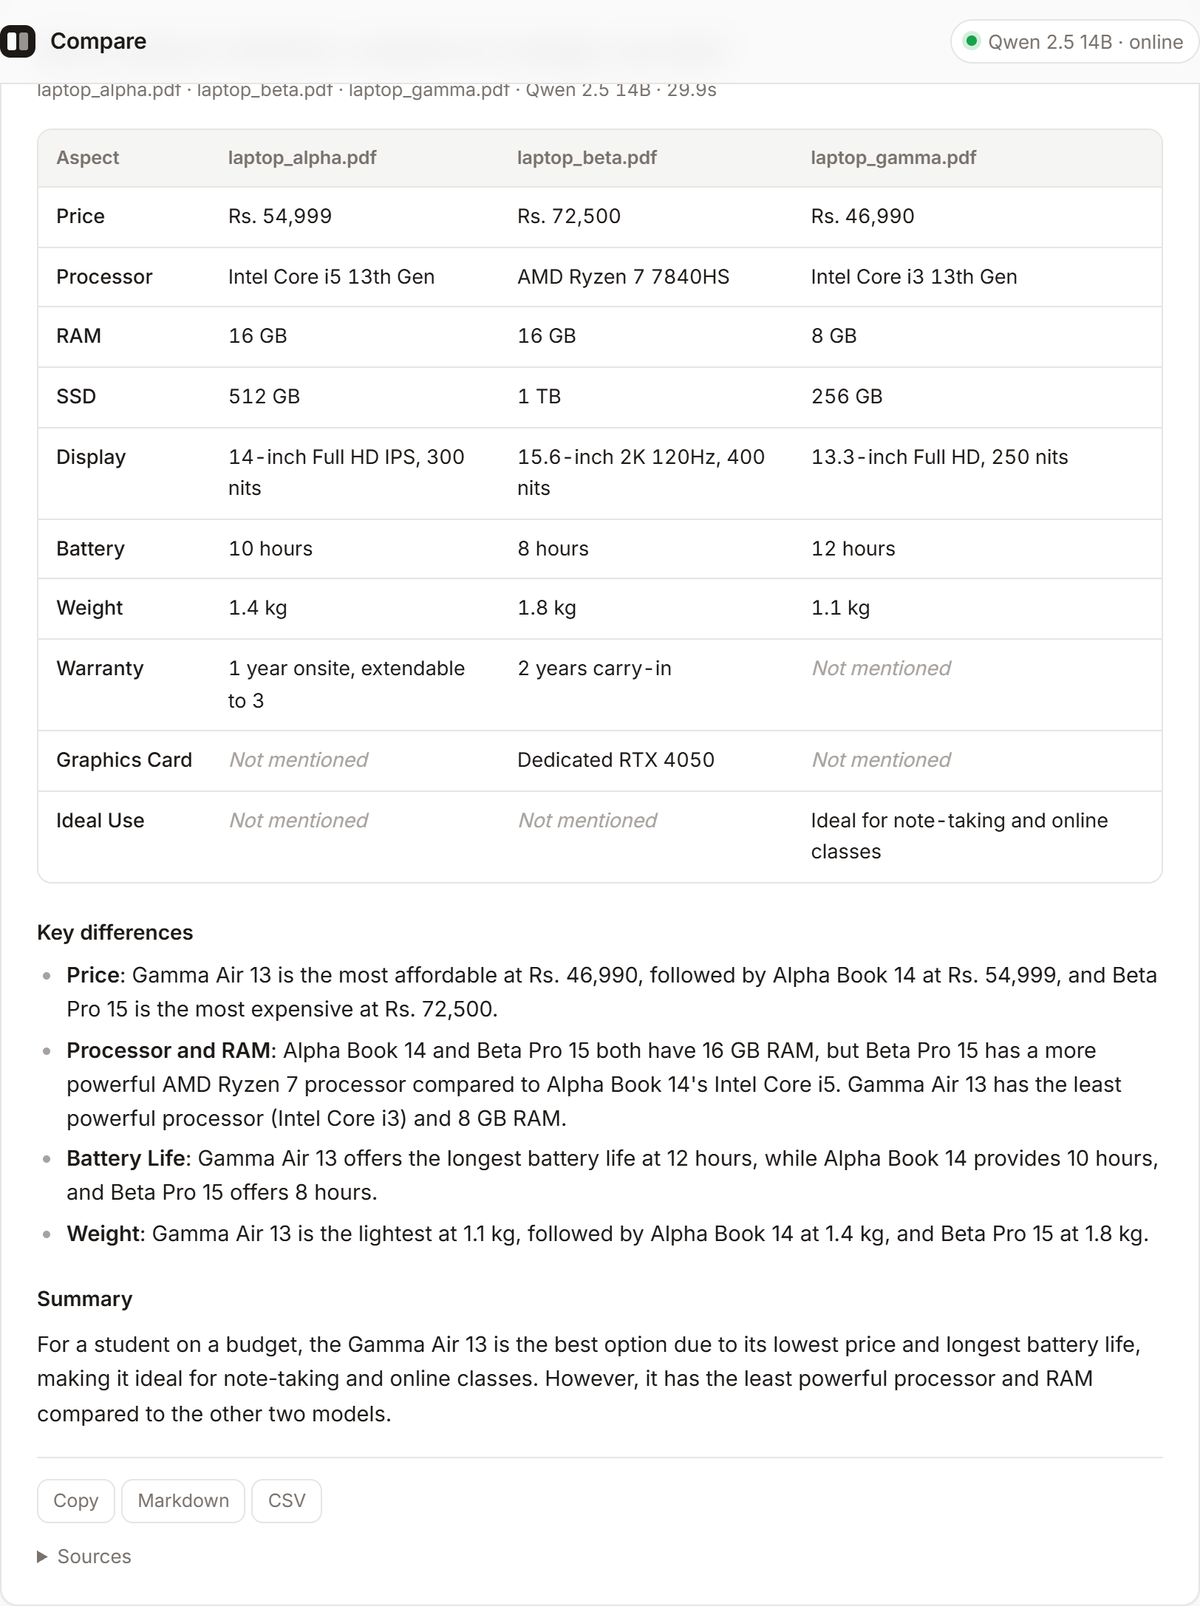 Compare
Qwen 2.5 14B · online
laptop_alpha.pdf · laptop_beta.pdf · laptop_gamma.pdf · Qwen 2.5 14B · 29.9s
Aspect laptop_alpha.pdf laptop_beta.pdf laptop_gamma.pdf
Price Rs. 54,999 Rs. 72,500 Rs. 46,990
Processor Intel Core i5 13th Gen AMD Ryzen 7 7840HS Intel Core i3 13th Gen
RAM 16 GB 16 GB 8 GB
SSD 512 GB 1 TB 256 GB
Display 14-inch Full HD IPS, 300 15.6-inch 2K 120Hz, 400 13.3-inch Full HD, 250 nits
nits nits
Battery 10 hours 8 hours 12 hours
Weight 1.4 kg 1.8 kg 1.1 kg
Warranty 1 year onsite, extendable 2 years carry-in Not mentioned
to 3
Graphics Card Not mentioned Dedicated RTX 4050 Not mentioned
Ideal Use Not mentioned Not mentioned Ideal for note-taking and online
classes
Key differences
• Price: Gamma Air 13 is the most affordable at Rs. 46,990, followed by Alpha Book 14 at Rs. 54,999, and Beta
Pro 15 is the most expensive at Rs. 72,500.
• Processor and RAM: Alpha Book 14 and Beta Pro 15 both have 16 GB RAM, but Beta Pro 15 has a more
powerful AMD Ryzen 7 processor compared to Alpha Book 14's Intel Core i5. Gamma Air 13 has the least
powerful processor (Intel Core i3) and 8 GB RAM.
• Battery Life: Gamma Air 13 offers the longest battery life at 12 hours, while Alpha Book 14 provides 10 hours,
and Beta Pro 15 offers 8 hours.
• Weight: Gamma Air 13 is the lightest at 1.1 kg, followed by Alpha Book 14 at 1.4 kg, and Beta Pro 15 at 1.8 kg.
Summary
For a student on a budget, the Gamma Air 13 is the best option due to its lowest price and longest battery life,
making it ideal for note-taking and online classes. However, it has the least powerful processor and RAM
compared to the other two models.
Copy Markdown CSV
▶ Sources